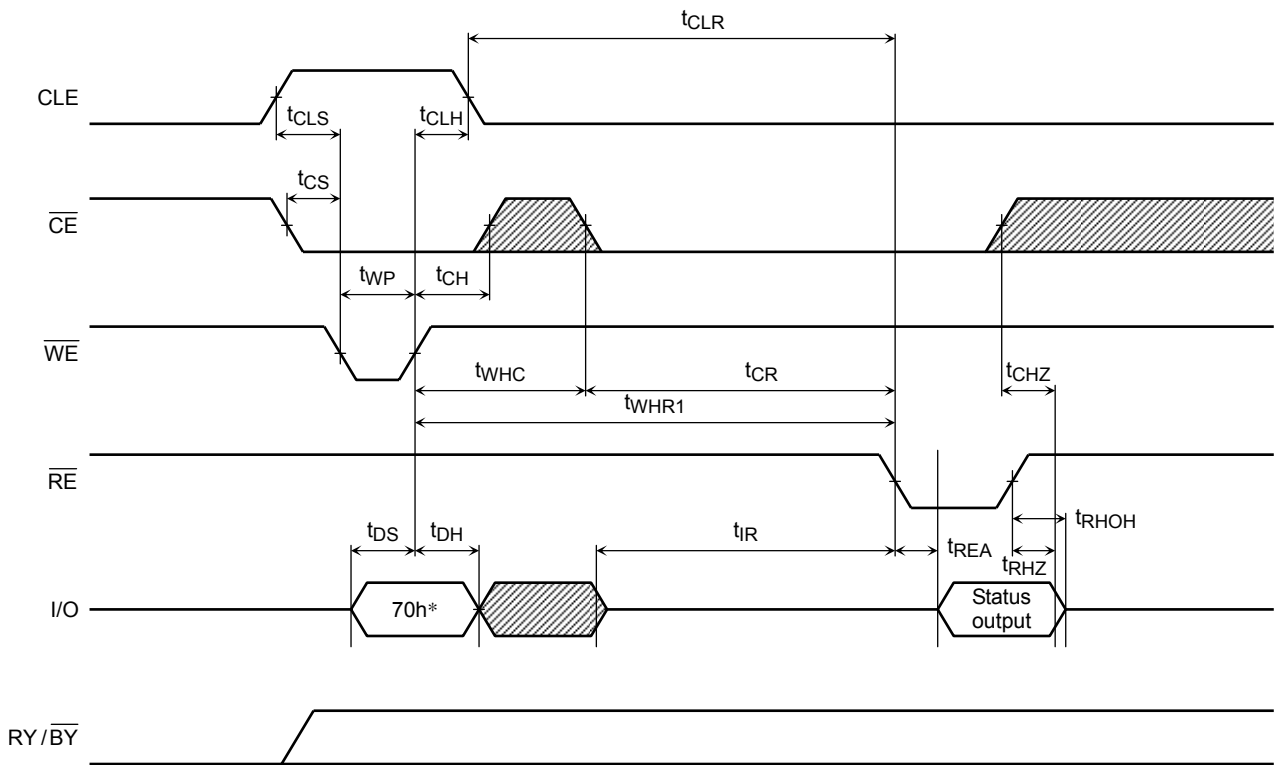 tCLR
CLE
tCLS
tCLH
tCS
CE
tWP
tCH
WE
tWHC
tCR
tCHZ
tWHR1
RE
tDS
tDH
tIR
tREA
tRHOH
tRHZ
I/O
70h*
Status
output
RY/BY